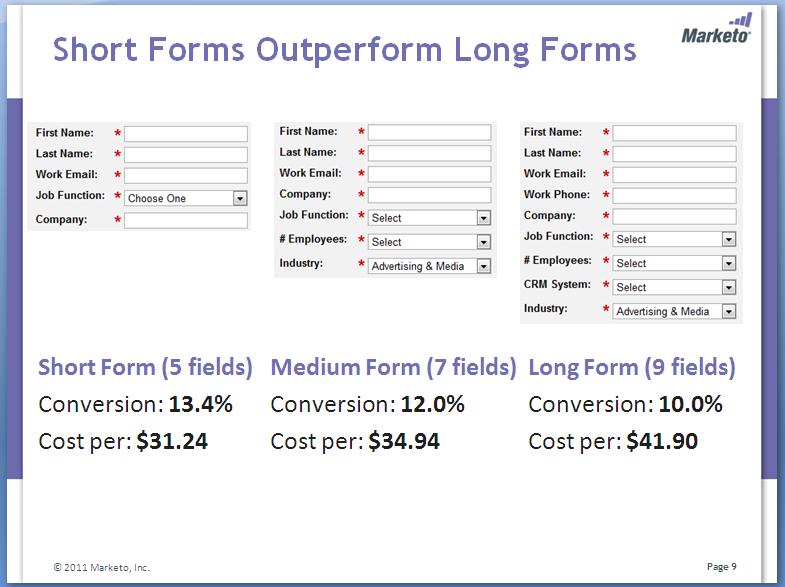 Short Forms Outperform Long Forms
Marketo
First Name: *
Last Name: *
Work Email: *
Job Function: * Choose One
Company: *
First Name: *
Last Name: *
Work Email: *
Company: *
Job Function: * Select
# Employees: * Select
Industry: * Advertising & Media
First Name: *
Last Name: *
Work Email: *
Work Phone: *
Company: *
Job Function: * Select
# Employees: * Select
CRM System: * Select
Industry: * Advertising & Media
Short Form (5 fields)
Conversion: 13.4%
Cost per: $31.24
Medium Form (7 fields)
Conversion: 12.0%
Cost per: $34.94
Long Form (9 fields)
Conversion: 10.0%
Cost per: $41.90
© 2011 Marketo, Inc.
Page 9